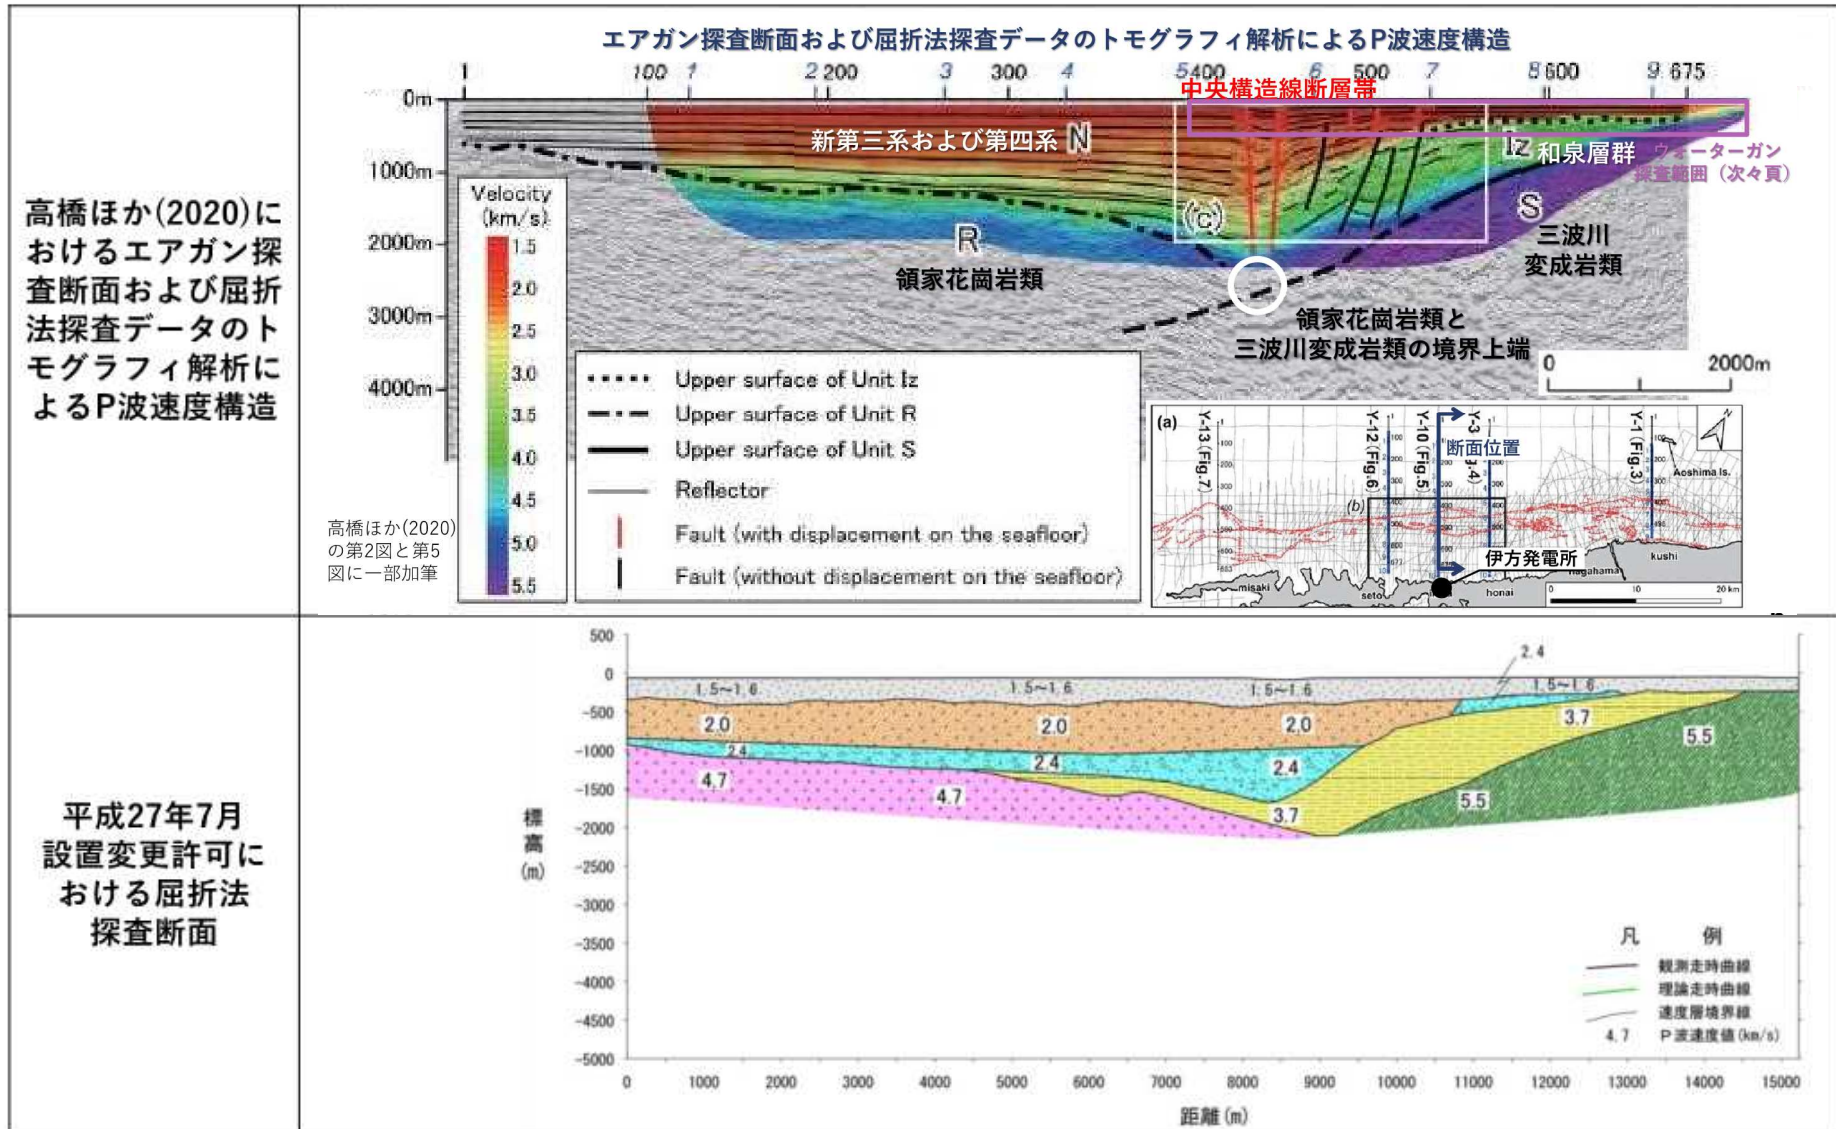 高橋ほか(2020)に
おけるエアガン探
査断面および屈折
法探査データのト
モグラフィ解析に
よるP波速度構造
エアガン探査断面および屈折法探査データのトモグラフィ解析によるP波速度構造
1 100 1 2 200 3 300 4 5 400 6 500 7 8 600 9 675
中央構造線断層帯
0m
1000m
2000m
3000m
4000m
新第三系および第四系 N
Iz 和泉層群
ウォーターガン
探査範囲（次々頁）
(c)
R
領家花崗岩類
S
三波川
変成岩類
領家花崗岩類と
三波川変成岩類の境界上端
Velocity
(km/s)
1.5
2.0
2.5
3.0
3.5
4.0
4.5
5.0
5.5
Upper surface of Unit Iz
Upper surface of Unit R
Upper surface of Unit S
Reflector
Fault (with displacement on the seafloor)
Fault (without displacement on the seafloor)
0 2000m
高橋ほか(2020)
の第2図と第5
図に一部加筆
(a)
Y-13 (Fig.7)
Y-12 (Fig.6)
Y-10 (Fig.5)
Y-3
Y-1 (Fig.3)
断面位置
N
Aoshima Is.
(b)
伊方発電所
misaki
seto
honai
nagahama
kushi
0 10 20 km
平成27年7月
設置変更許可に
おける屈折法
探査断面
標高(m)
500
0
-500
-1000
-1500
-2000
-2500
-3000
-3500
-4000
-4500
-5000
2.4
1.5~1.6 1.5~1.6 1.5~1.6 1.5~1.6
2.0 2.0 2.0 3.7
5.5
2.4 2.4 2.4
4.7 4.7 3.7 5.5
凡 例
観測走時曲線
理論走時曲線
速度層境界線
4.7 P波速度値(km/s)
0 1000 2000 3000 4000 5000 6000 7000 8000 9000 10000 11000 12000 13000 14000 15000
距離(m)